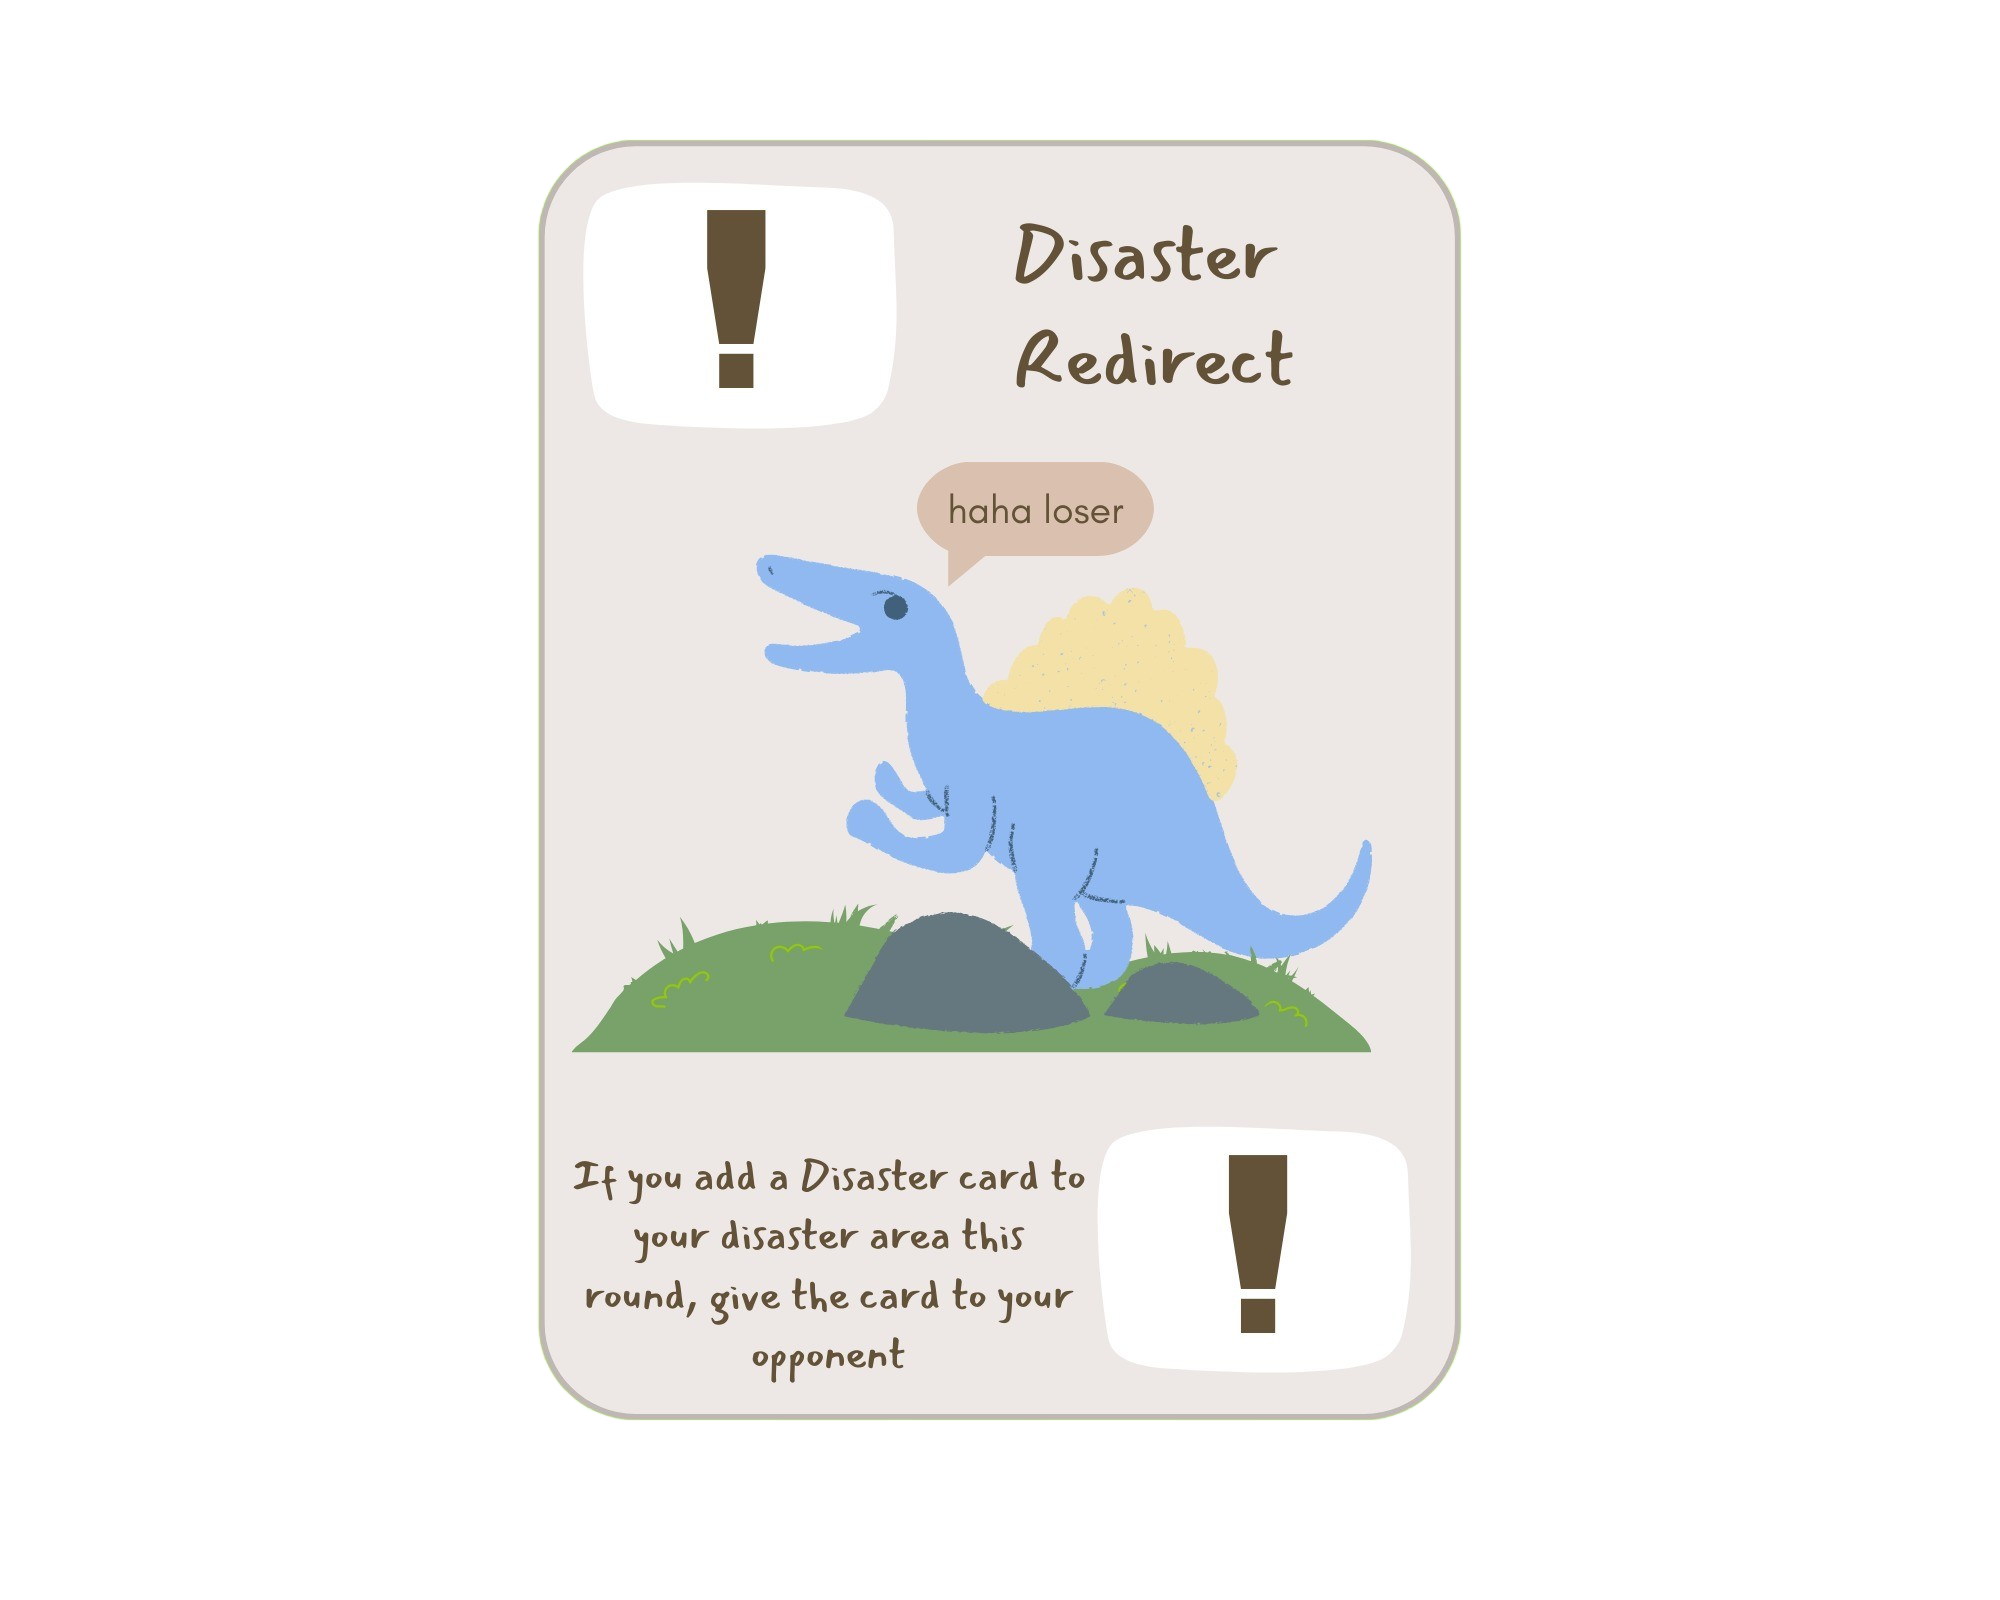 !
Disaster
Redirect
haha loser
If you add a Disaster card to
your disaster area this
round, give the card to your
opponent
!